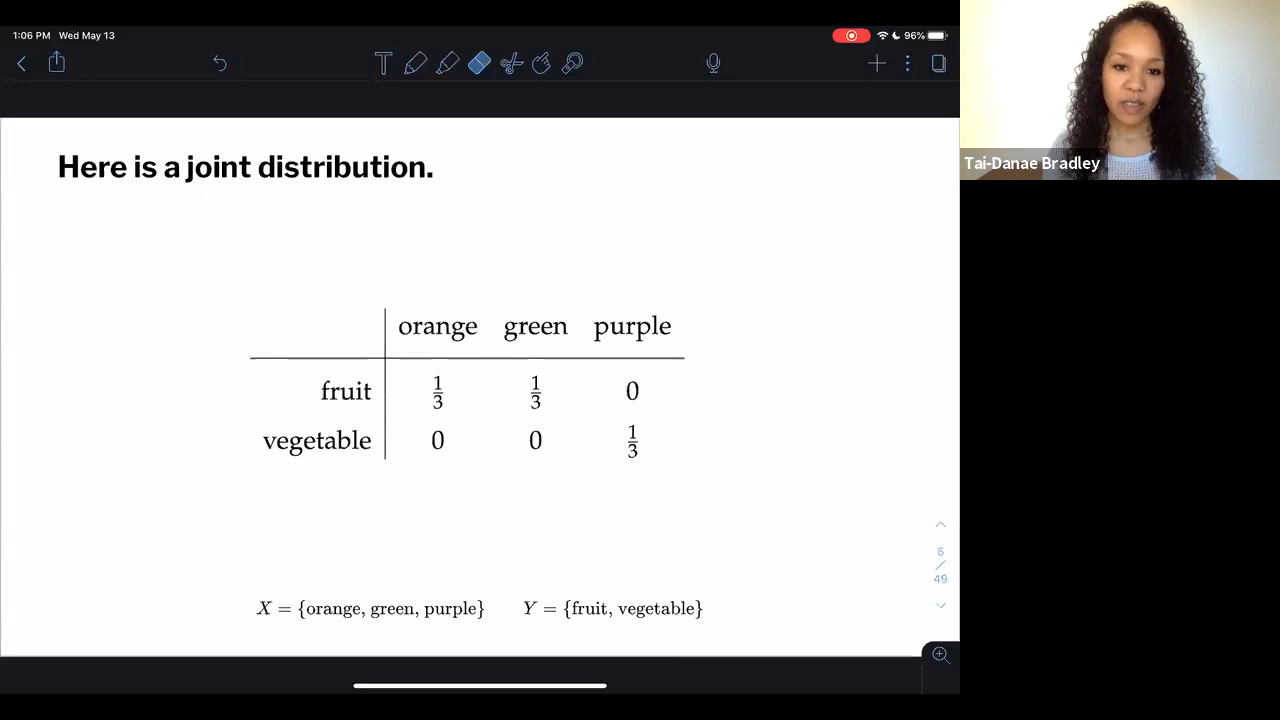 1:06 PM Wed May 13
96%
Tai-Danae Bradley
Here is a joint distribution.
orange green purple
fruit 1/3 1/3 0
vegetable 0 0 1/3
6
/
49
X = {orange, green, purple} Y = {fruit, vegetable}